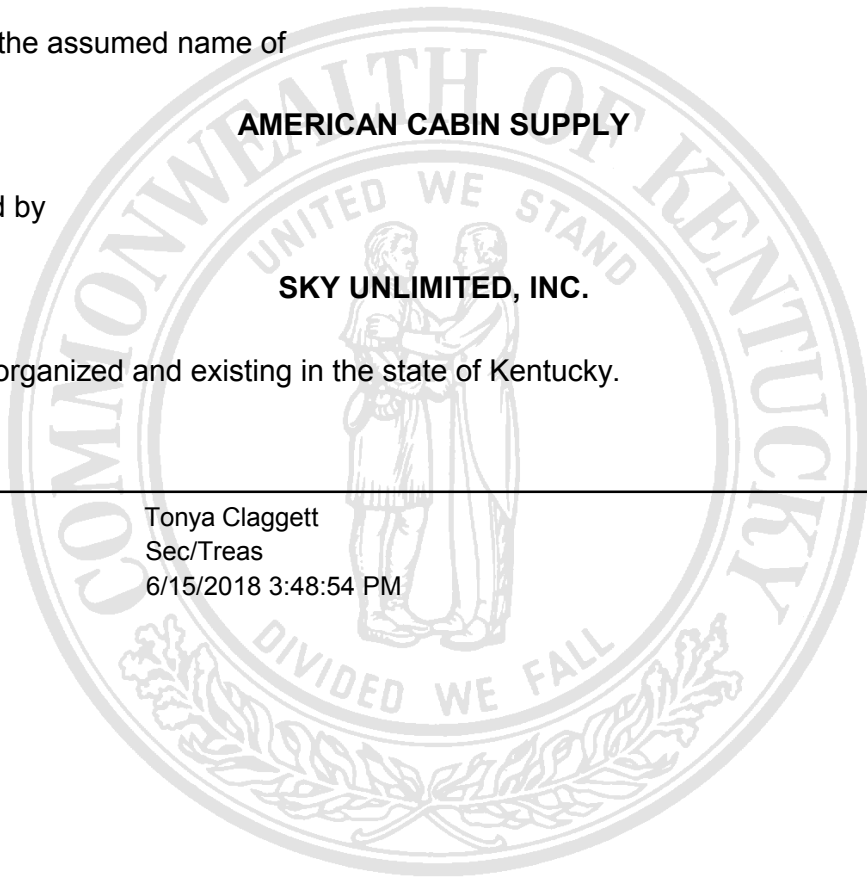 the assumed name of
AMERICAN CABIN SUPPLY
d by
SKY UNLIMITED, INC.
organized and existing in the state of Kentucky.
Tonya Claggett
Sec/Treas
6/15/2018 3:48:54 PM
COMMONWEALTH OF KENTUCKY
UNITED WE STAND
DIVIDED WE FALL